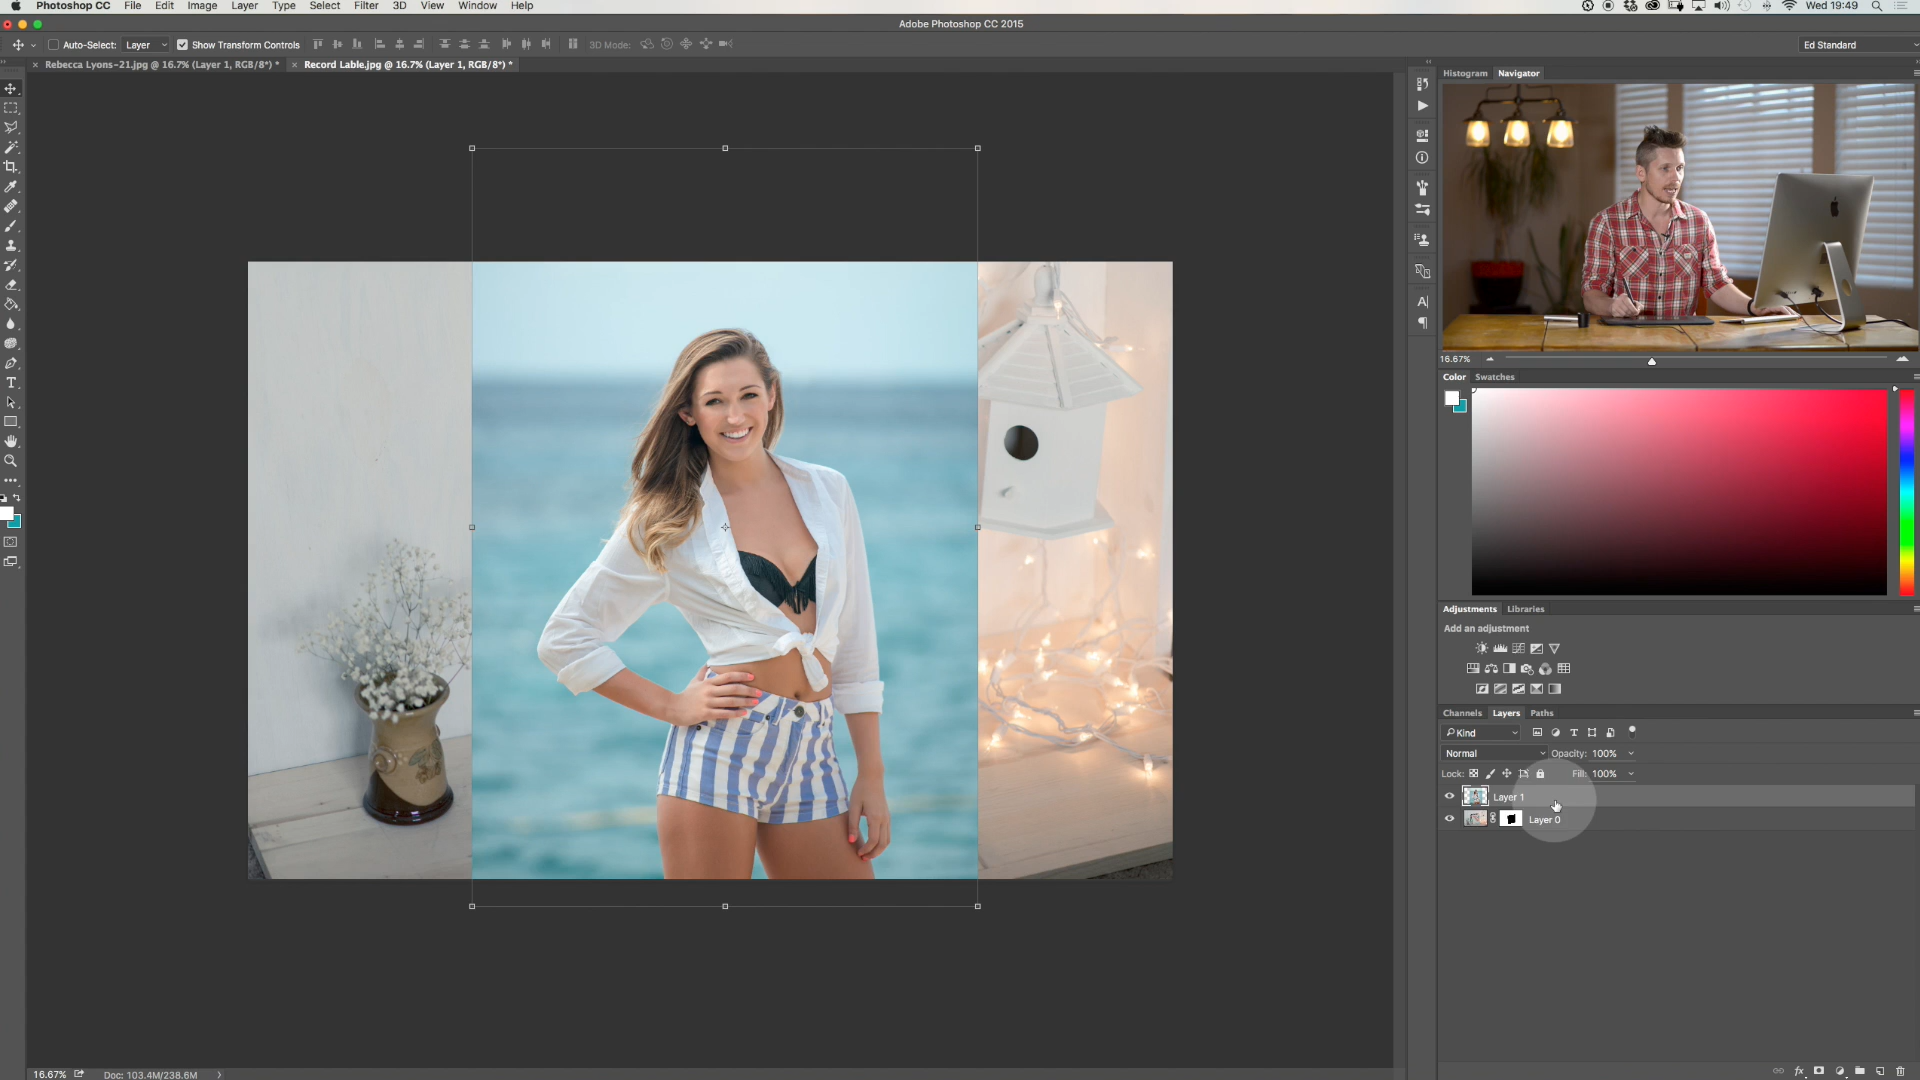 Photoshop CC File Edit Image Layer Type Select Filter 3D View Window Help Wed 19:49
Adobe Photoshop CC 2015
Auto-Select: Layer Show Transform Controls 3D Mode: Ed Standard
Rebecca Lyons-21.jpg @ 16.7% (Layer 1, RGB/8*) * Record Lable.jpg @ 16.7% (Layer 1, RGB/8*) *
Histogram Navigator
16.67%
Color Swatches
Adjustments Libraries
Add an adjustment
Channels Layers Paths
Kind
Normal Opacity: 100%
Lock: Fill: 100%
Layer 1
Layer 0
16.67% Doc: 103.4M/238.6M